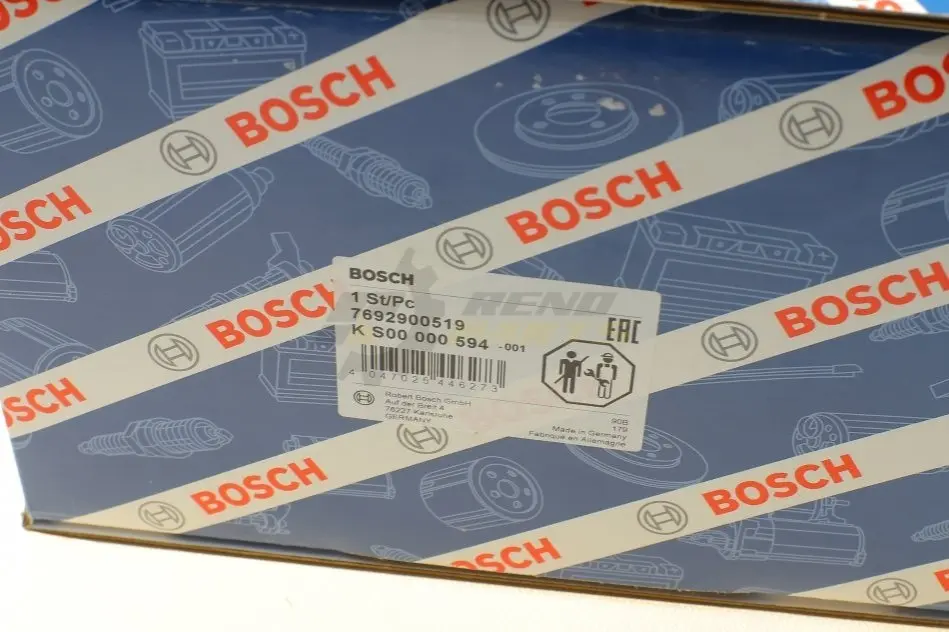 BOSCH
BOSCH
BOSCH
BOSCH
BOSCH
BOSCH
1 St/Pc
7692900519
K S00 000 594 -001
EAC
4 047025 446273
Robert Bosch GmbH
Auf der Breit 4
76227 Karlsruhe
GERMANY
90B
179
Made in Germany
Fabriqué en Allemagne
BOSCH
BOSCH
BOSCH
BOSCH
RENO